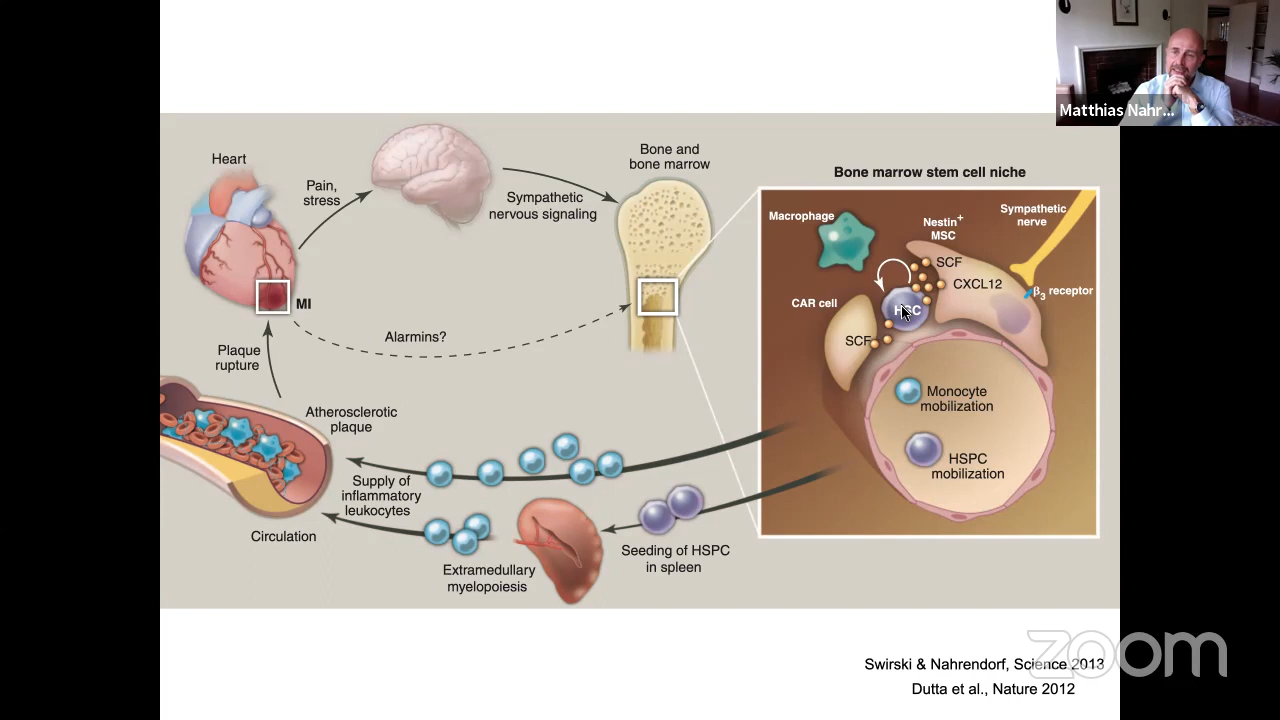 Matthias Nahr...
Heart
Pain,
stress
Sympathetic
nervous signaling
Bone and
bone marrow
MI
Alarmins?
Plaque
rupture
Atherosclerotic
plaque
Supply of
inflammatory
leukocytes
Circulation
Extramedullary
myelopoiesis
Seeding of HSPC
in spleen
Bone marrow stem cell niche
Macrophage
Nestin+
MSC
Sympathetic
nerve
SCF
CXCL12
β3 receptor
CAR cell
HSC
SCF
Monocyte
mobilization
HSPC
mobilization
Swirski & Nahrendorf, Science 2013
Dutta et al., Nature 2012
zoom